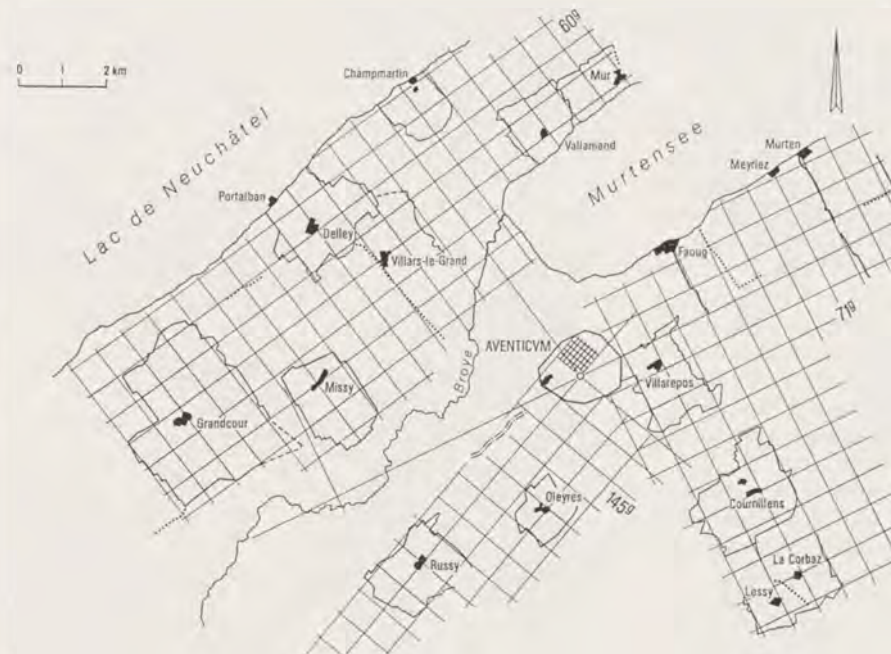 60g
0 1 2 km
Champmartin
Mur
Lac de Neuchâtel
Vallamand
Murtensee
Murten
Meyriez
Portalban
Delley
Villars-le-Grand
Faoug
71g
AVENTICVM
Broye
Villarepos
Missy
Grandcour
Oleyres
145g
Cournillens
Russy
La Corbaz
Lossy